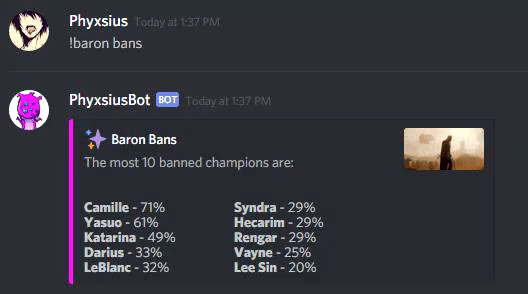 Phyxsius Today at 1:37 PM
!baron bans
PhyxsiusBot BOT Today at 1:37 PM
Baron Bans
The most 10 banned champions are:
Camille - 71%
Yasuo - 61%
Katarina - 49%
Darius - 33%
LeBlanc - 32%
Syndra - 29%
Hecarim - 29%
Rengar - 29%
Vayne - 25%
Lee Sin - 20%